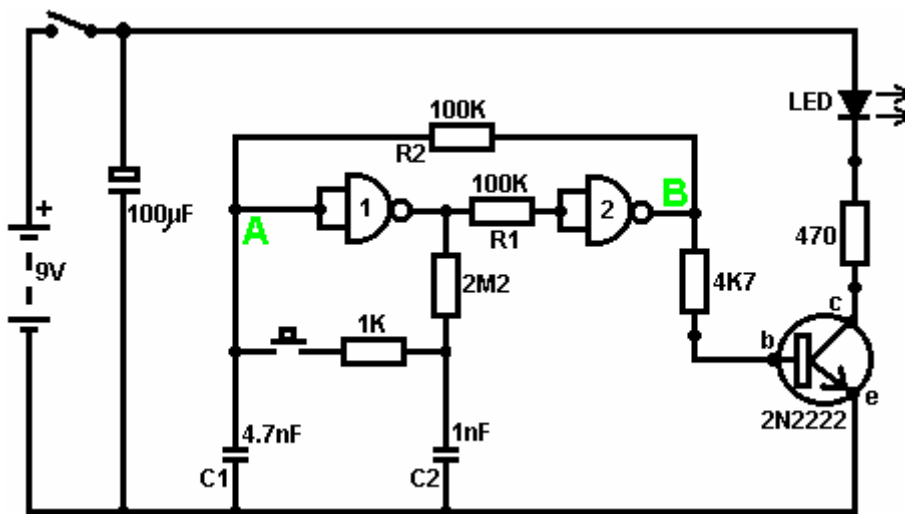 LED
100K
R2
+
100µF
9V
A
1
100K
R1
2
B
470
2M2
4K7
1K
c
b
e
2N2222
4.7nF
C1
1nF
C2